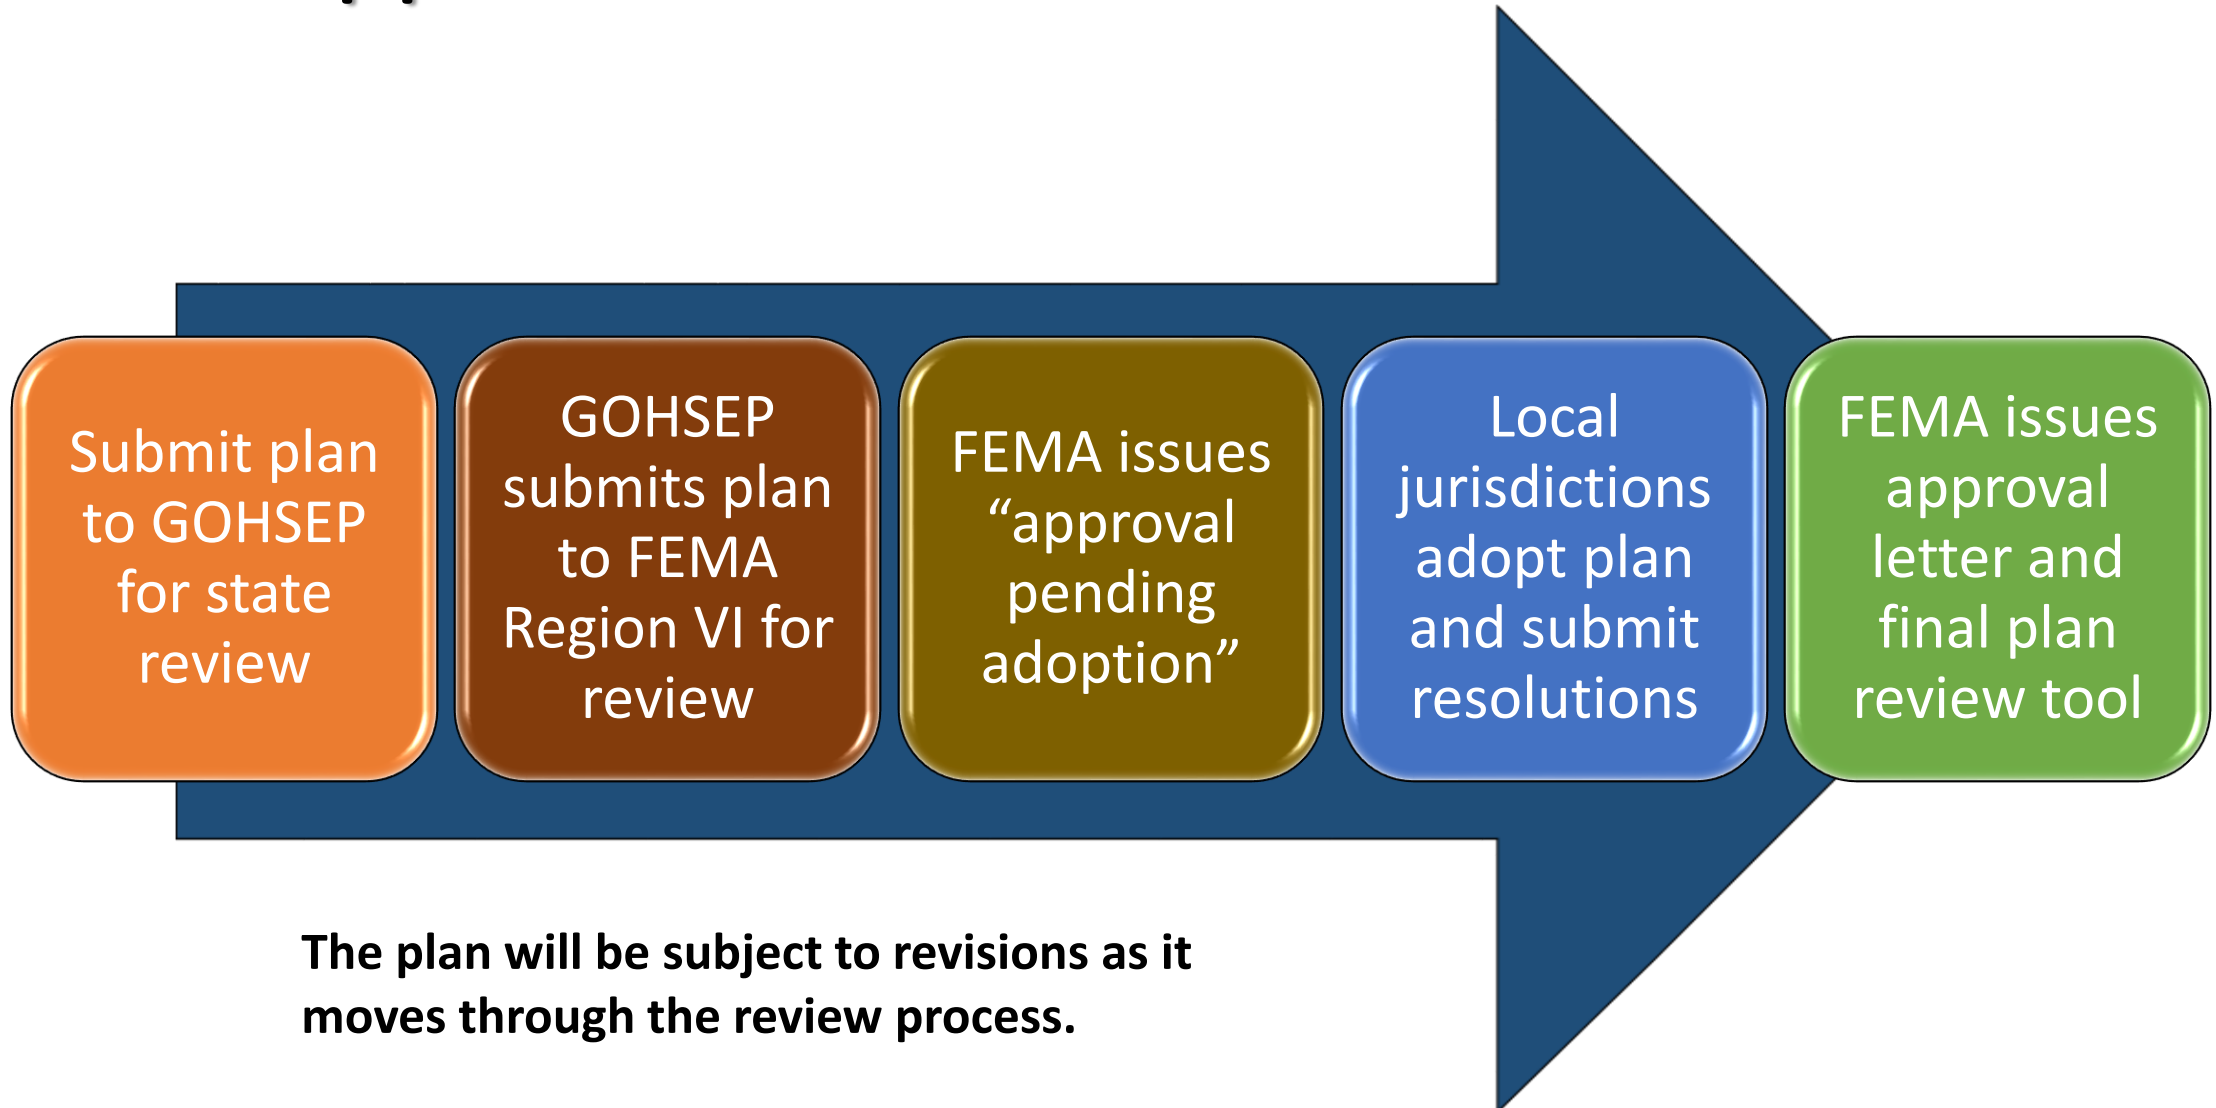 Submit plan
to GOHSEP
for state
review
GOHSEP
submits plan
to FEMA
Region VI for
review
FEMA issues
“approval
pending
adoption”
Local
jurisdictions
adopt plan
and submit
resolutions
FEMA issues
approval
letter and
final plan
review tool
The plan will be subject to revisions as it
moves through the review process.